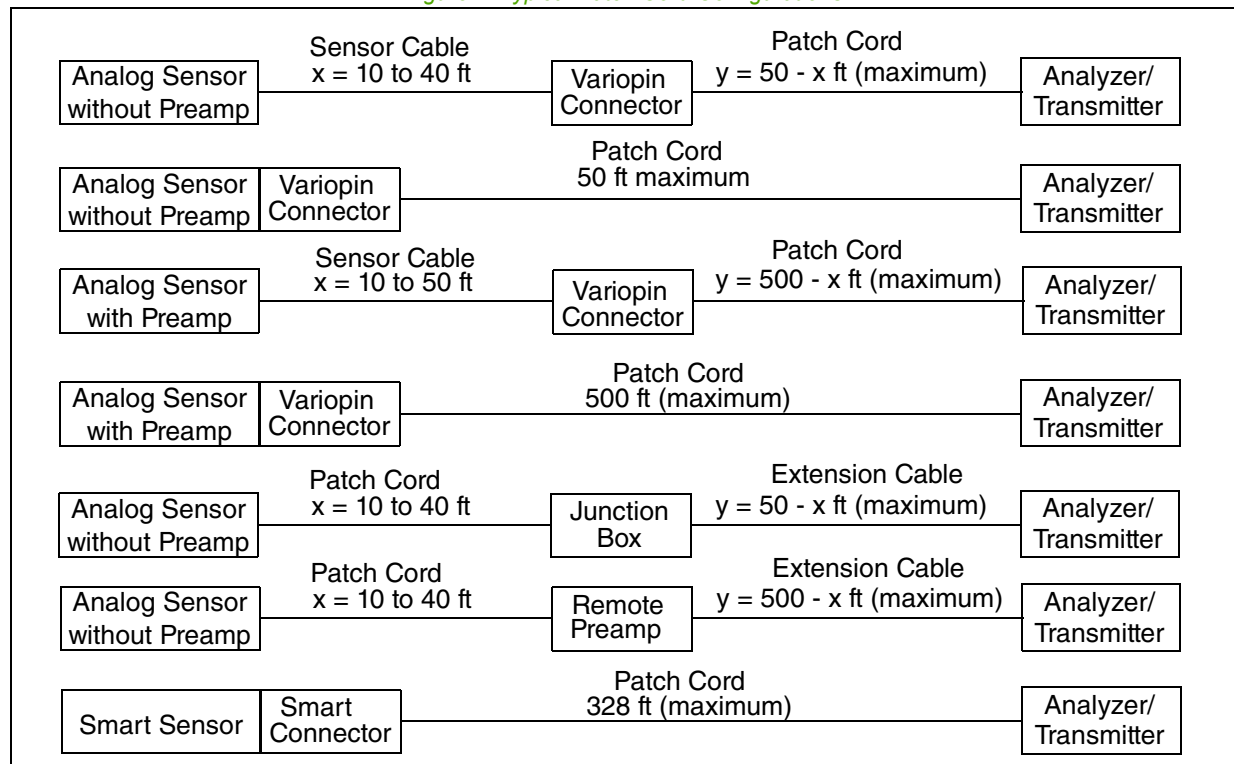 Sensor Cable
x = 10 to 40 ft
Patch Cord
y = 50 - x ft (maximum)
Analog Sensor
without Preamp
Variopin
Connector
Analyzer/
Transmitter
Patch Cord
50 ft maximum
Analog Sensor
without Preamp
Variopin
Connector
Analyzer/
Transmitter
Sensor Cable
x = 10 to 50 ft
Patch Cord
y = 500 - x ft (maximum)
Analog Sensor
with Preamp
Variopin
Connector
Analyzer/
Transmitter
Patch Cord
500 ft (maximum)
Analog Sensor
with Preamp
Variopin
Connector
Analyzer/
Transmitter
Patch Cord
x = 10 to 40 ft
Extension Cable
y = 50 - x ft (maximum)
Analog Sensor
without Preamp
Junction
Box
Analyzer/
Transmitter
Patch Cord
x = 10 to 40 ft
Extension Cable
y = 500 - x ft (maximum)
Analog Sensor
without Preamp
Remote
Preamp
Analyzer/
Transmitter
Patch Cord
328 ft (maximum)
Smart Sensor
Smart
Connector
Analyzer/
Transmitter